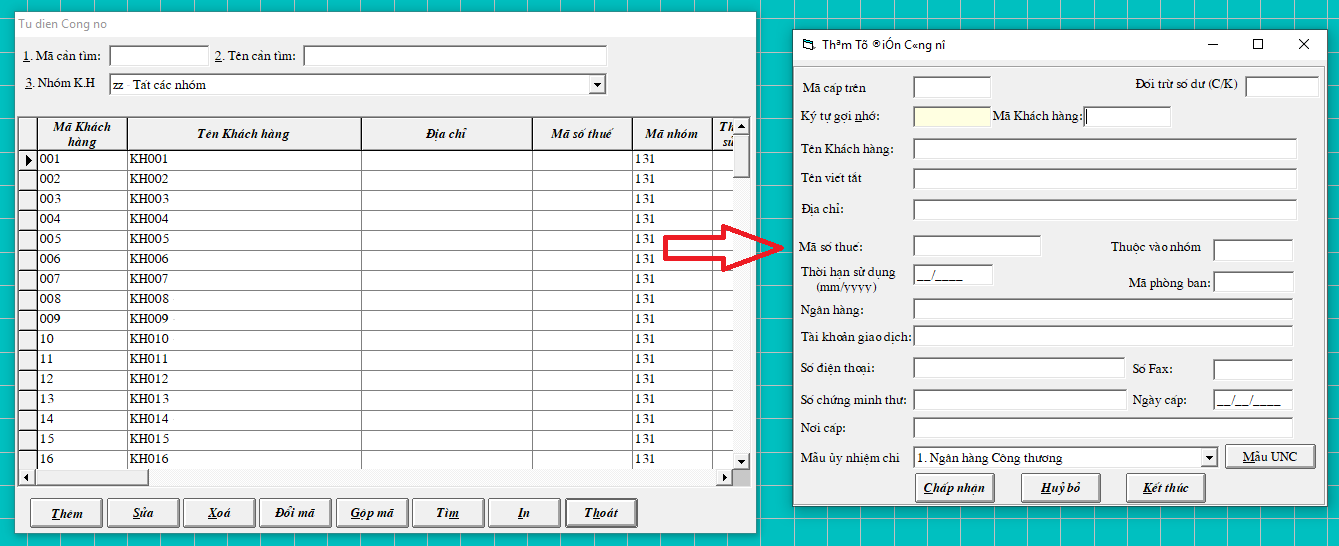 Tu dien Cong no
1. Mã cần tìm:
2. Tên cần tìm:
3. Nhóm K.H
zz - Tất các nhóm
Mã Khách hàng Tên Khách hàng Địa chỉ Mã số thuế Mã nhóm
001 KH001 131
002 KH002 131
003 KH003 131
004 KH004 131
005 KH005 131
006 KH006 131
007 KH007 131
008 KH008 131
009 KH009 131
10 KH010 131
11 KH011 131
12 KH012 131
13 KH013 131
14 KH014 131
15 KH015 131
16 KH016 131
Thêm Sửa Xoá Đổi mã Gộp mã Tìm In Thoát
Thªm Tõ ®iÓn C«ng nî
Mã cấp trên
Đối trừ số dư (C/K)
Ký tự gợi nhớ:
Mã Khách hàng:
Tên Khách hàng:
Tên viết tắt
Địa chỉ:
Mã số thuế:
Thuộc vào nhóm
Thời hạn sử dụng
(mm/yyyy)
__/____
Mã phòng ban:
Ngân hàng:
Tài khoản giao dịch:
Số điện thoại:
Số Fax:
Số chứng minh thư:
Ngày cấp:
__/__/____
Nơi cấp:
Mẫu ủy nhiệm chi
1. Ngân hàng Công thương
Mẫu UNC
Chấp nhận Huỷ bỏ Kết thúc